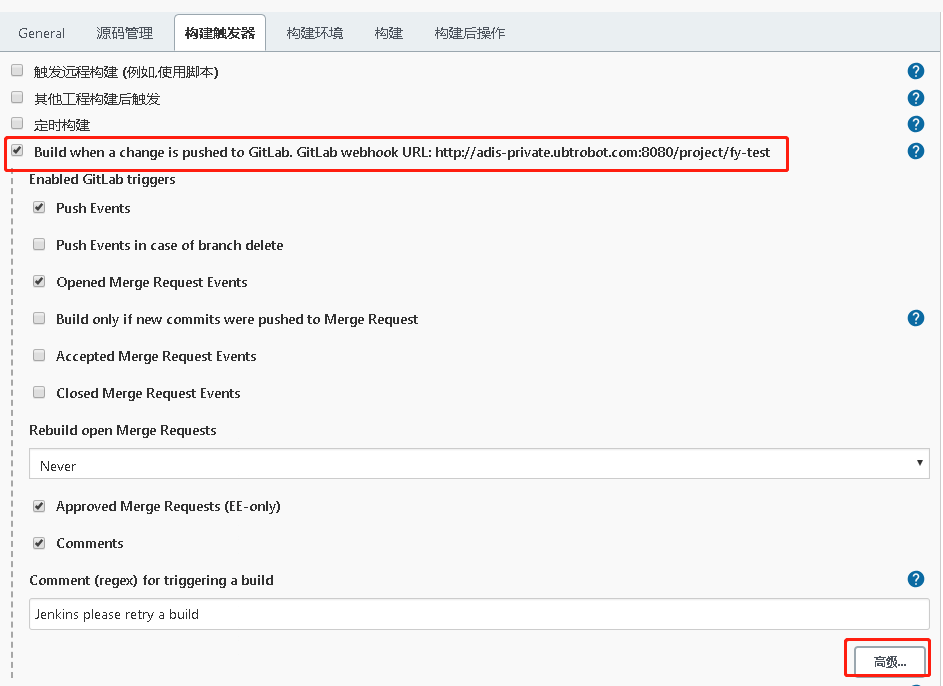 General 源码管理 构建触发器 构建环境 构建 构建后操作
触发远程构建 (例如,使用脚本)
其他工程构建后触发
定时构建
Build when a change is pushed to GitLab. GitLab webhook URL: http://adis-private.ubtrobot.com:8080/project/fy-test
Enabled GitLab triggers
Push Events
Push Events in case of branch delete
Opened Merge Request Events
Build only if new commits were pushed to Merge Request
Accepted Merge Request Events
Closed Merge Request Events
Rebuild open Merge Requests
Never
Approved Merge Requests (EE-only)
Comments
Comment (regex) for triggering a build
Jenkins please retry a build
高级...